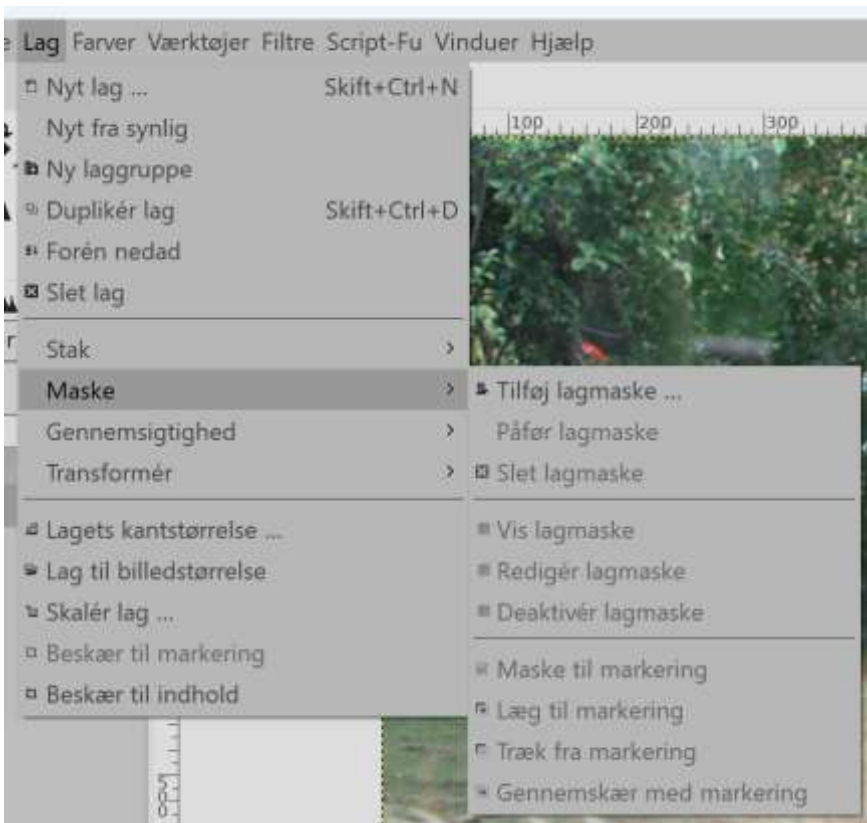 Lag Farver Værktøjer Filtre Script-Fu Vinduer Hjælp
Nyt lag ... Skift+Ctrl+N
Nyt fra synlig
Ny laggruppe
Duplikér lag Skift+Ctrl+D
Forén nedad
Slet lag
Stak
Maske
Gennemsigtighed
Transformér
Lagets kantstørrelse ...
Lag til billedstørrelse
Skalér lag ...
Beskær til markering
Beskær til indhold
100 200 300
Tilføj lagmaske ...
Påfør lagmaske
Slet lagmaske
Vis lagmaske
Redigér lagmaske
Deaktivér lagmaske
Maske til markering
Læg til markering
Træk fra markering
Gennemskær med markering